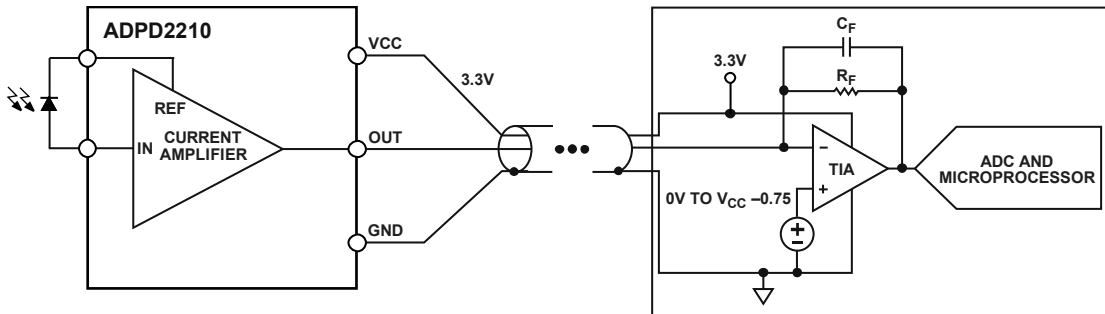 ADPD2210
VCC
3.3V
REF
IN
CURRENT
AMPLIFIER
OUT
GND
CF
3.3V
RF
−
TIA
+
0V TO VCC −0.75
+
−
ADC AND
MICROPROCESSOR